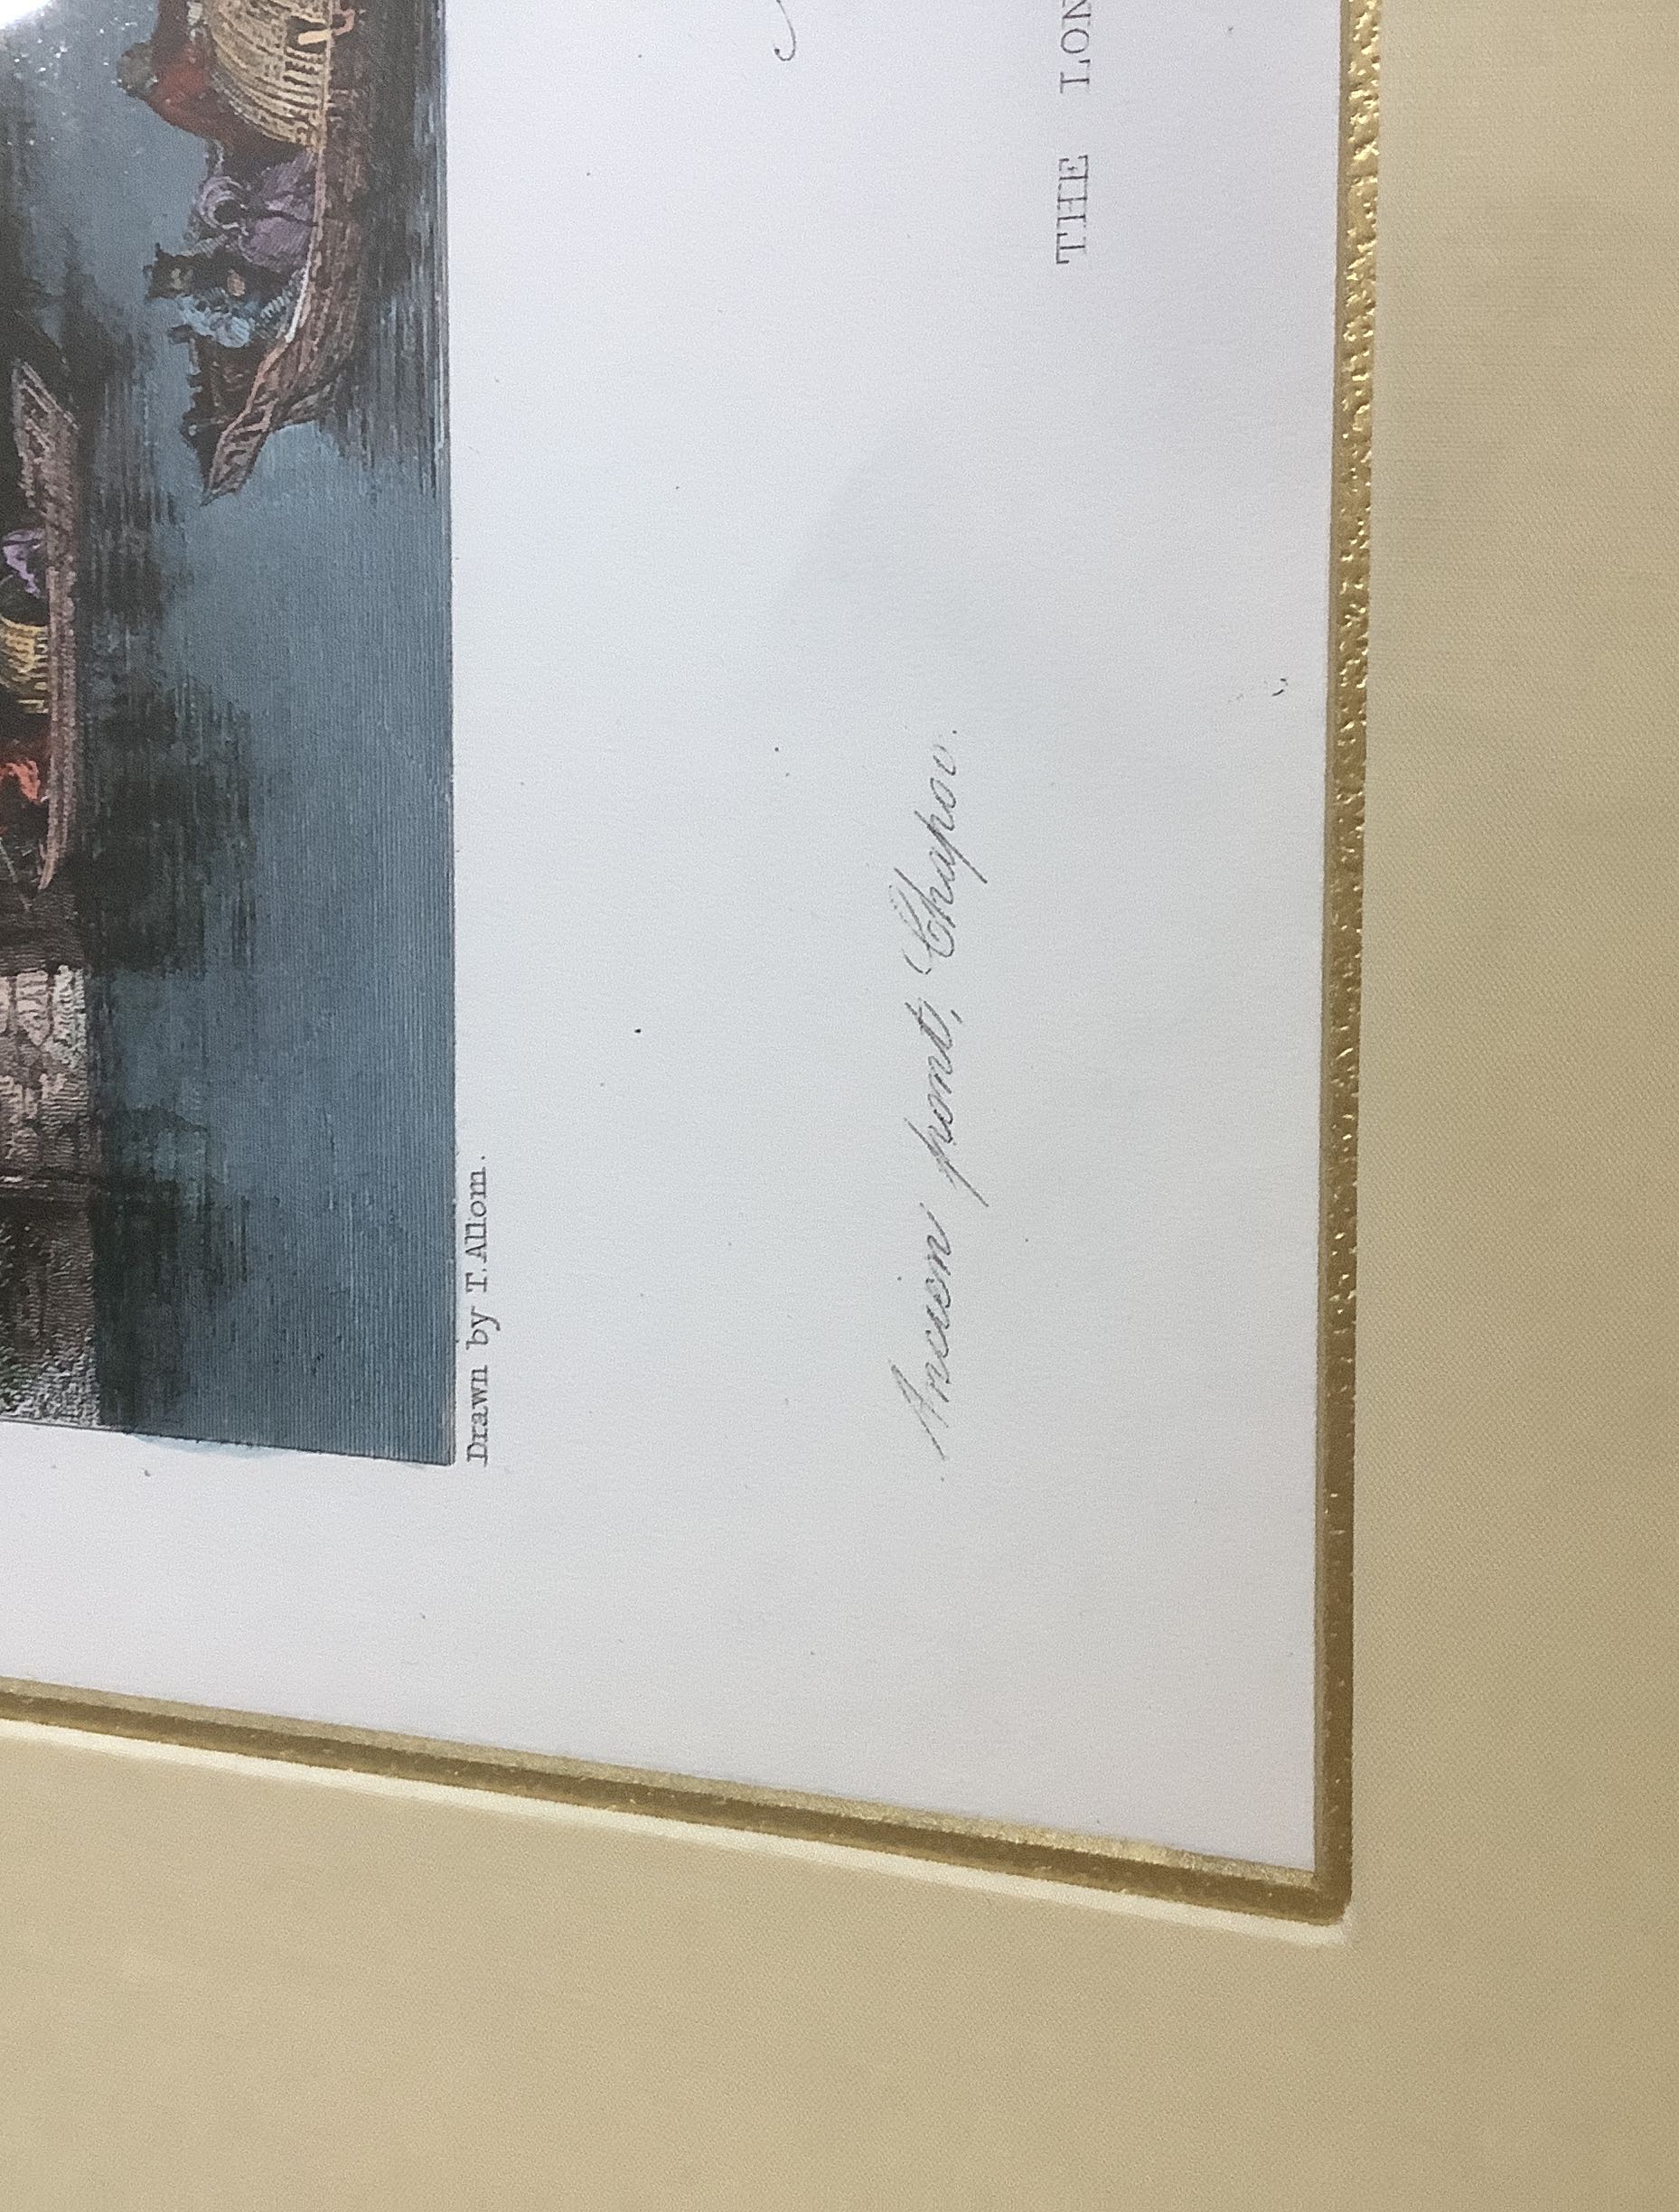 Drawn by T. Allom.
Ancien pont, Chapoo.
THE LON